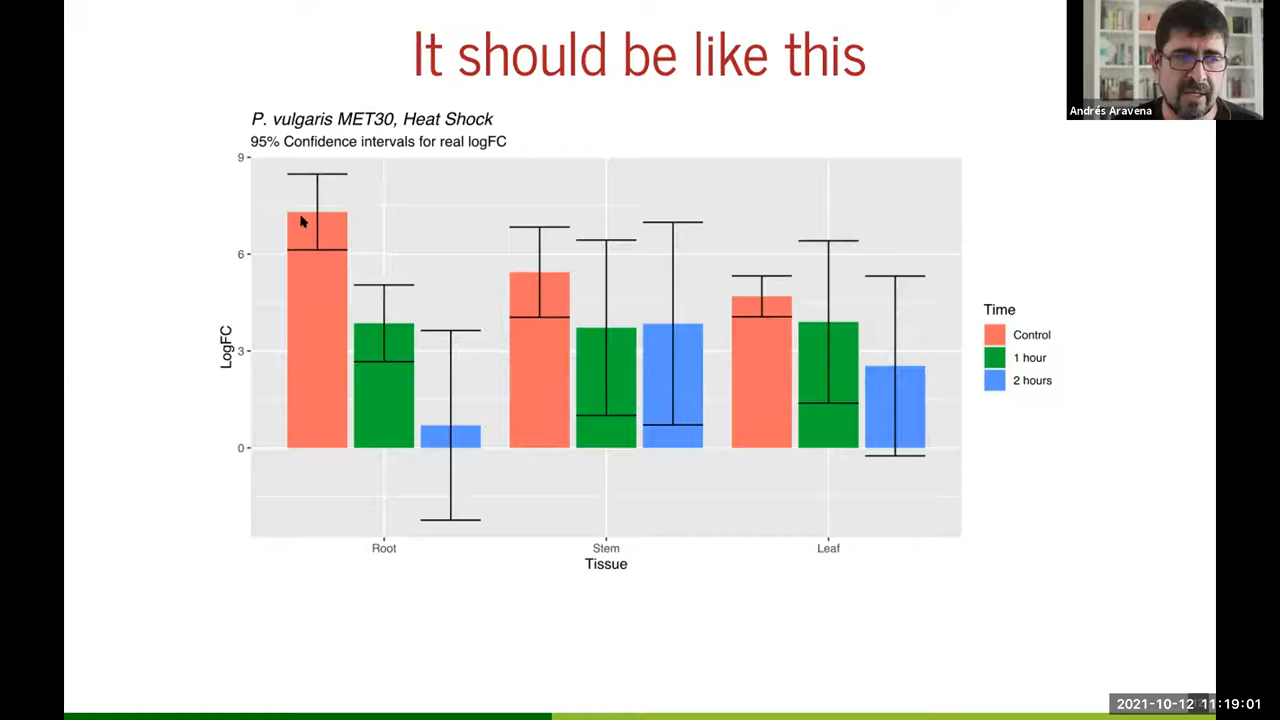 It should be like this
Andrés Aravena
P. vulgaris MET30, Heat Shock
95% Confidence intervals for real logFC
9
6
3
0
LogFC
Root
Stem
Leaf
Tissue
Time
Control
1 hour
2 hours
2021-10-12 11:19:01